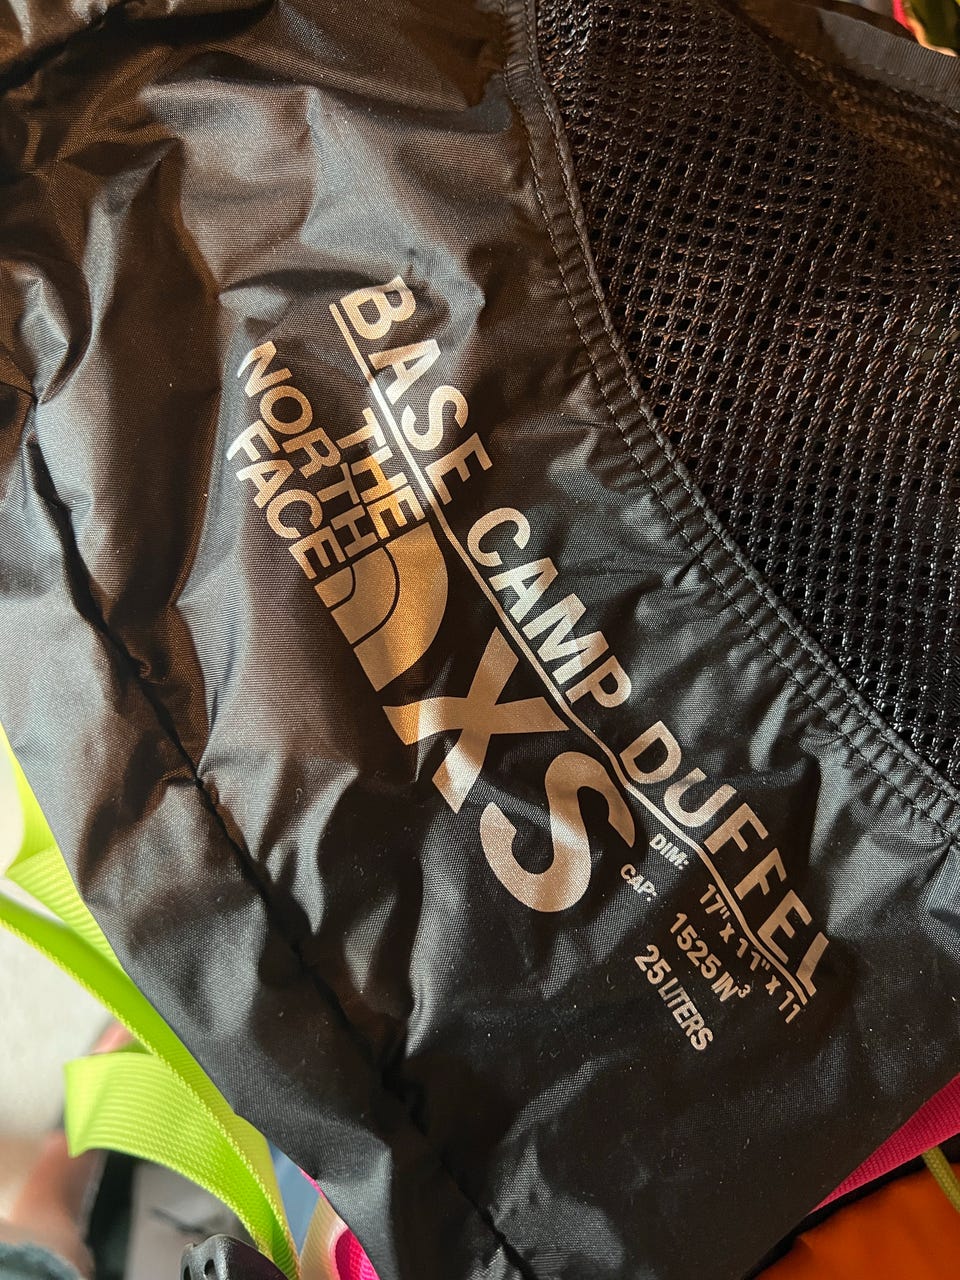 BASE CAMP DUFFEL
THE
NORTH
FACE
XS
DIM: 17" x 11" x 11
CAP: 1525 IN³
25 LITERS